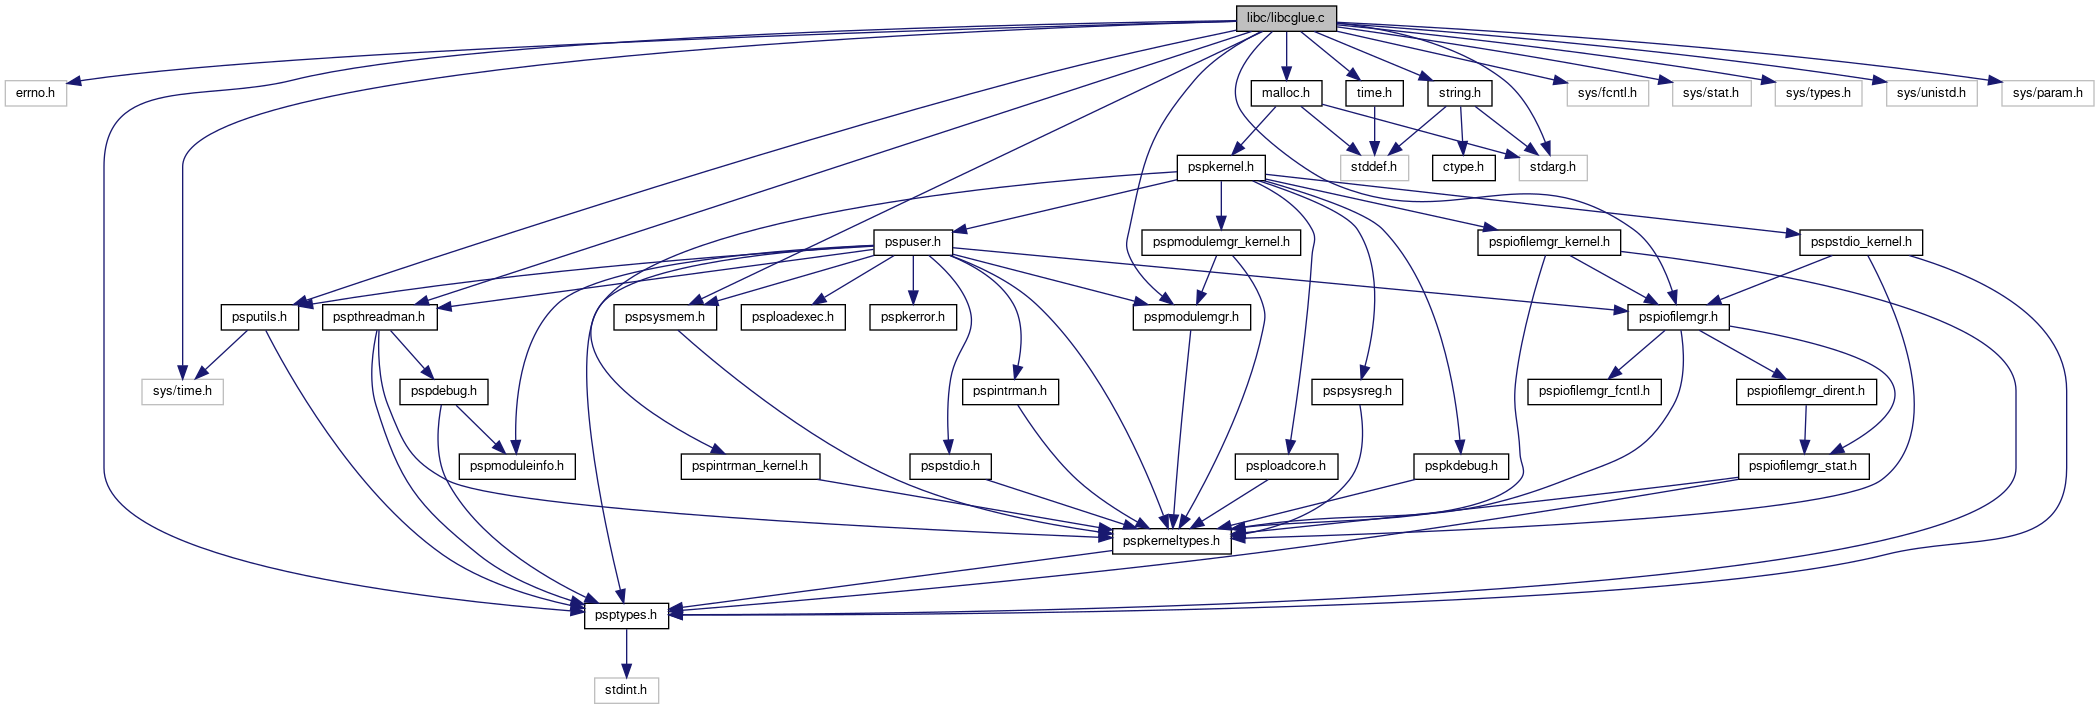 libc/libcglue.c
errno.h
malloc.h
time.h
string.h
sys/fcntl.h
sys/stat.h
sys/types.h
sys/unistd.h
sys/param.h
pspkernel.h
stddef.h
ctype.h
stdarg.h
pspuser.h
pspmodulemgr_kernel.h
pspiofilemgr_kernel.h
pspstdio_kernel.h
psputils.h
pspthreadman.h
pspsysmem.h
psploadexec.h
pspkerror.h
pspmodulemgr.h
pspiofilemgr.h
sys/time.h
pspdebug.h
pspintrman.h
pspsysreg.h
pspiofilemgr_fcntl.h
pspiofilemgr_dirent.h
pspmoduleinfo.h
pspintrman_kernel.h
pspstdio.h
psploadcore.h
pspkdebug.h
pspiofilemgr_stat.h
pspkerneltypes.h
psptypes.h
stdint.h